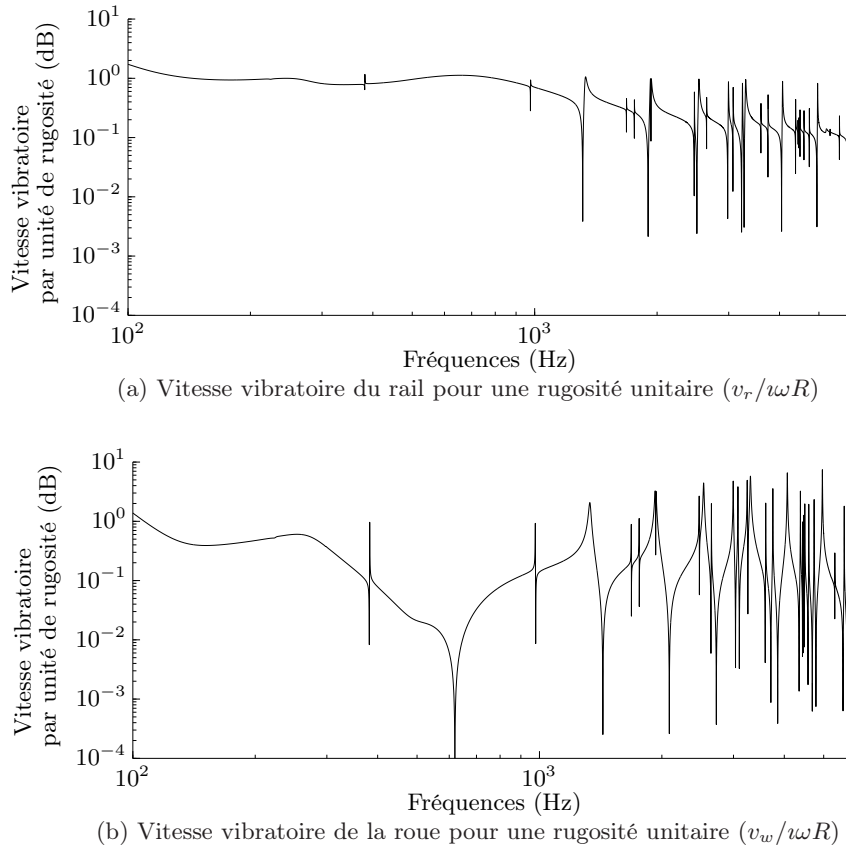 10^1
10^0
10^{-1}
10^{-2}
10^{-3}
10^{-4}
Vitesse vibratoire
par unité de rugosité (dB)
10^2
10^3
Fréquences (Hz)
(a) Vitesse vibratoire du rail pour une rugosité unitaire (v_r/ıωR)
10^1
10^0
10^{-1}
10^{-2}
10^{-3}
10^{-4}
Vitesse vibratoire
par unité de rugosité (dB)
10^2
10^3
Fréquences (Hz)
(b) Vitesse vibratoire de la roue pour une rugosité unitaire (v_w/ıωR)